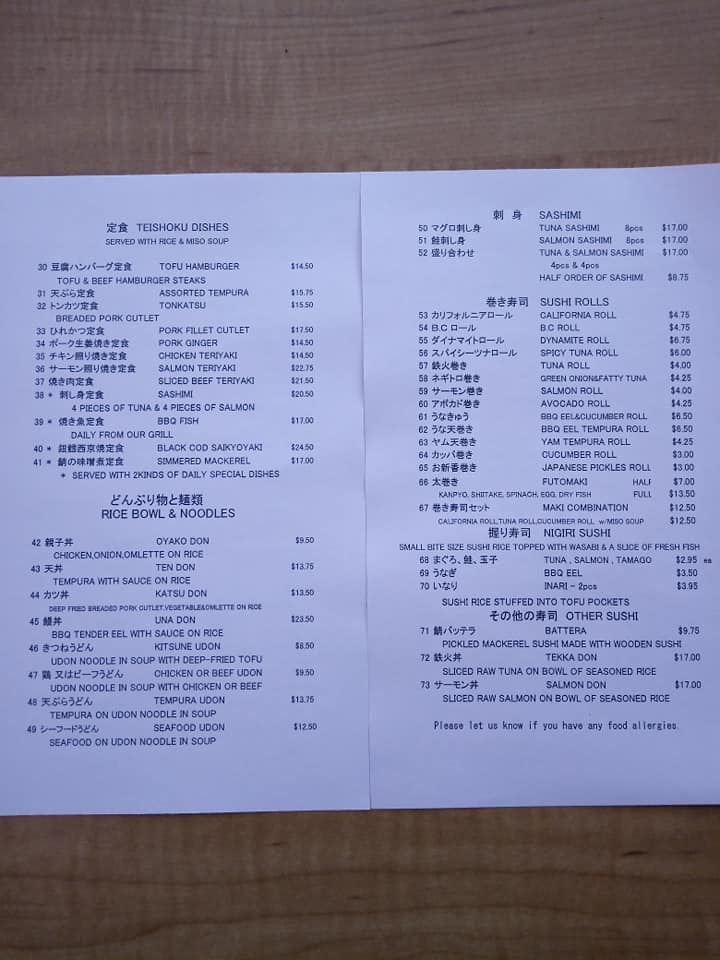 定食 TEISHOKU DISHES
SERVED WITH RICE & MISO SOUP
30 豆腐ハンバーグ定食 TOFU HAMBURGER $14.50
TOFU & BEEF HAMBURGER STEAKS
31 天ぷら定食 ASSORTED TEMPURA $15.75
32 トンカツ定食 TONKATSU $15.50
BREADED PORK CUTLET
33 ひれかつ定食 PORK FILLET CUTLET $17.50
34 ポーク生姜焼き定食 PORK GINGER $14.50
35 チキン照り焼き定食 CHICKEN TERIYAKI $14.50
36 サーモン照り焼き定食 SALMON TERIYAKI $22.75
37 焼き肉定食 SLICED BEEF TERIYAKI $21.50
38 * 刺し身定食 SASHIMI $20.50
4 PIECES OF TUNA & 4 PIECES OF SALMON
39 * 焼き魚定食 BBQ FISH $17.00
DAILY FROM OUR GRILL
40 * 銀鱈西京焼定食 BLACK COD SAIKYOYAKI $24.50
41 * 鯖の味噌煮定食 SIMMERED MACKEREL $17.00
* SERVED WITH 2KINDS OF DAILY SPECIAL DISHES
どんぶり物と麺類
RICE BOWL & NOODLES
42 親子丼 OYAKO DON $9.50
CHICKEN,ONION,OMLETTE ON RICE
43 天丼 TEN DON $13.75
TEMPURA WITH SAUCE ON RICE
44 カツ丼 KATSU DON $13.50
DEEP FRIED BREADED PORK CUTLET,VEGETABLE&OMLETTE ON RICE
45 鰻丼 UNA DON $23.50
BBQ TENDER EEL WITH SAUCE ON RICE
46 きつねうどん KITSUNE UDON $8.50
UDON NOODLE IN SOUP WITH DEEP-FRIED TOFU
47 鶏 又はビーフうどん CHICKEN OR BEEF UDON $9.50
UDON NOODLE IN SOUP WITH CHICKEN OR BEEF
48 天ぷらうどん TEMPURA UDON $13.75
TEMPURA ON UDON NOODLE IN SOUP
49 シーフードうどん SEAFOOD UDON $12.50
SEAFOOD ON UDON NOODLE IN SOUP
刺 身 SASHIMI
50 マグロ刺し身 TUNA SASHIMI 8pcs $17.00
51 鮭刺し身 SALMON SASHIMI 8pcs $17.00
52 盛り合わせ TUNA & SALMON SASHIMI $17.00
4pcs & 4pcs
HALF ORDER OF SASHIMI $8.75
巻き寿司 SUSHI ROLLS
53 カリフォルニアロール CALIFORNIA ROLL $4.75
54 B.C ロール B.C ROLL $4.75
55 ダイナマイトロール DYNAMITE ROLL $6.75
56 スパイシーツナロール SPICY TUNA ROLL $6.00
57 鉄火巻き TUNA ROLL $4.00
58 ネギトロ巻き GREEN ONION&FATTY TUNA $4.25
59 サーモン巻き SALMON ROLL $4.00
60 アボカド巻き AVOCADO ROLL $4.25
61 うなきゅう BBQ EEL&CUCUMBER ROLL $6.50
62 うな天巻き BBQ EEL TEMPURA ROLL $6.50
63 ヤム天巻き YAM TEMPURA ROLL $4.25
64 カッパ巻き CUCUMBER ROLL $3.00
65 お新香巻き JAPANESE PICKLES ROLL $3.00
66 太巻き FUTOMAKI HALF $7.00
KANPYO, SHIITAKE, SPINACH, EGG, DRY FISH FULL $13.50
67 巻き寿司セット MAKI COMBINATION $12.50
CALIFORNIA ROLL,TUNA ROLL,CUCUMBER ROLL w/MISO SOUP $12.50
握り寿司 NIGIRI SUSHI
SMALL BITE SIZE SUSHI RICE TOPPED WITH WASABI & A SLICE OF FRESH FISH
68 まぐろ、鮭、玉子 TUNA , SALMON , TAMAGO $2.95 ea
69 うなぎ BBQ EEL $3.50
70 いなり INARI - 2pcs $3.95
SUSHI RICE STUFFED INTO TOFU POCKETS
その他の寿司 OTHER SUSHI
71 鯖バッテラ BATTERA $9.75
PICKLED MACKEREL SUSHI MADE WITH WOODEN SUSHI
72 鉄火丼 TEKKA DON $17.00
SLICED RAW TUNA ON BOWL OF SEASONED RICE
73 サーモン丼 SALMON DON $17.00
SLICED RAW SALMON ON BOWL OF SEASONED RICE
Please let us know if you have any food allergies.